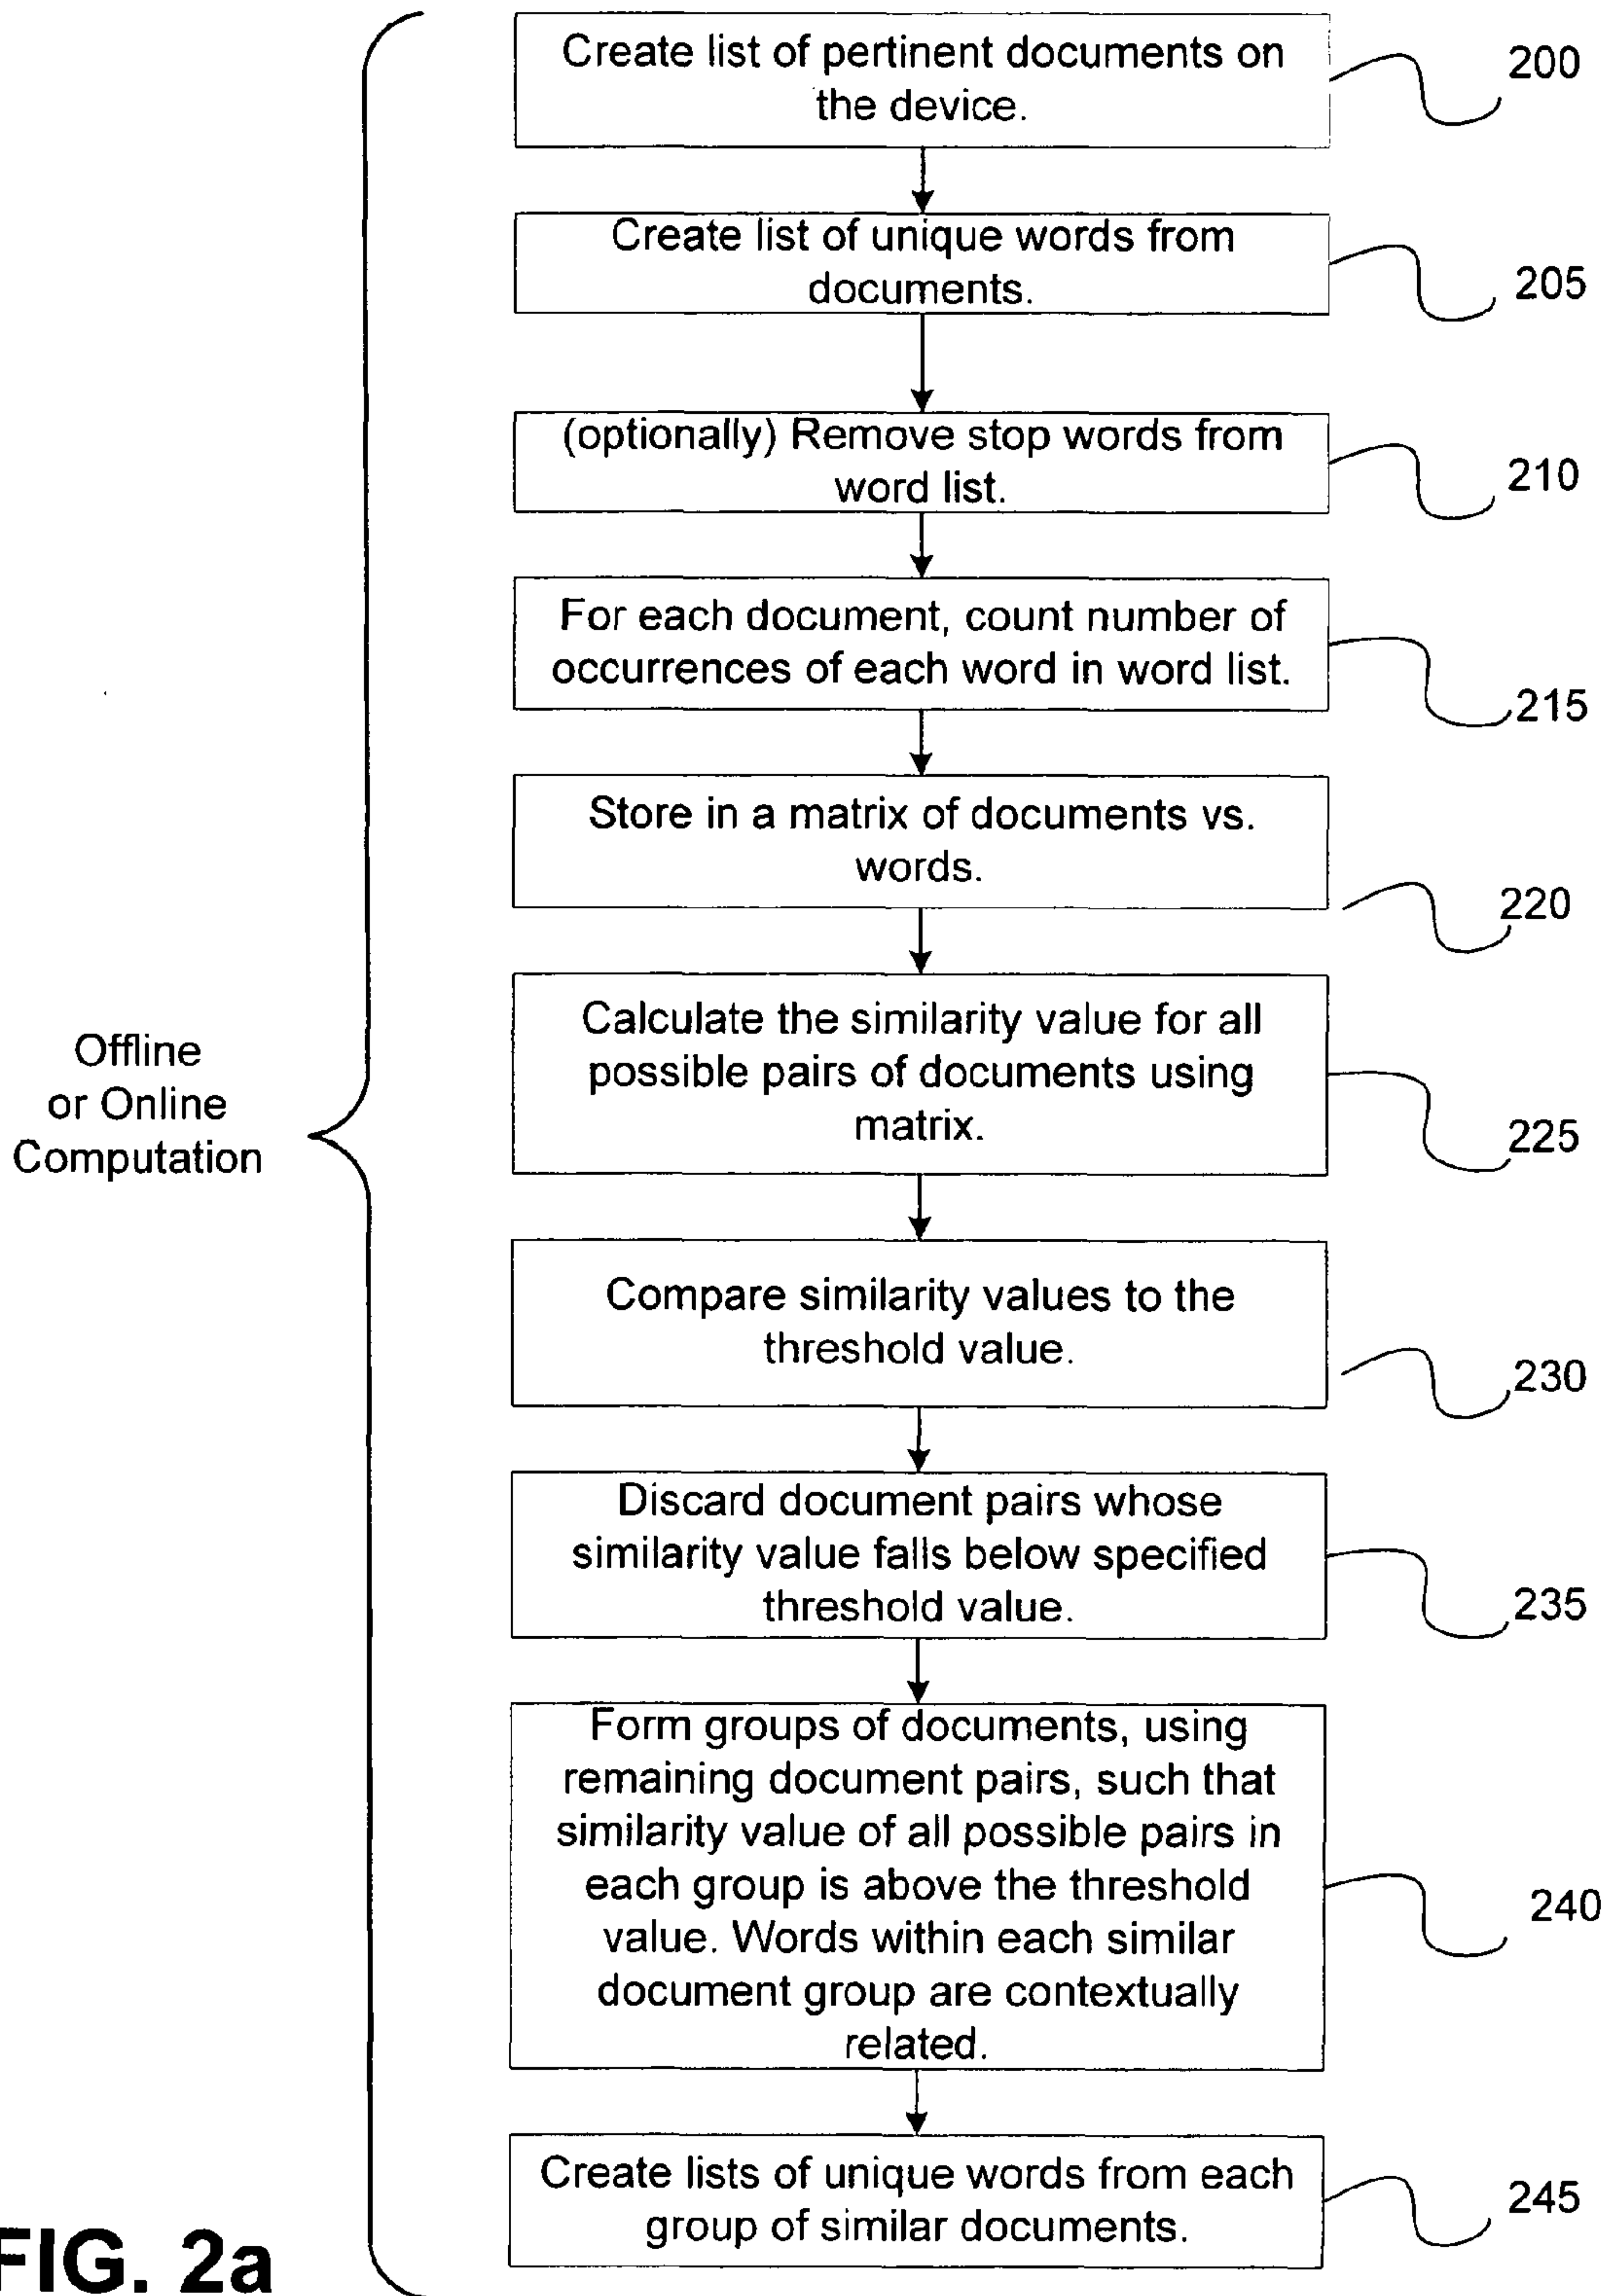 Create list of pertinent documents on
the device.
200
Create list of unique words from
documents.
205
(optionally) Remove stop words from
word list.
210
For each document, count number of
occurrences of each word in word list.
215
Store in a matrix of documents vs.
words.
220
Calculate the similarity value for all
possible pairs of documents using
matrix.
225
Offline
or Online
Computation
Compare similarity values to the
threshold value.
230
Discard document pairs whose
similarity value falls below specified
threshold value.
235
Form groups of documents, using
remaining document pairs, such that
similarity value of all possible pairs in
each group is above the threshold
value. Words within each similar
document group are contextually
related.
240
Create lists of unique words from each
group of similar documents.
245
FIG. 2a